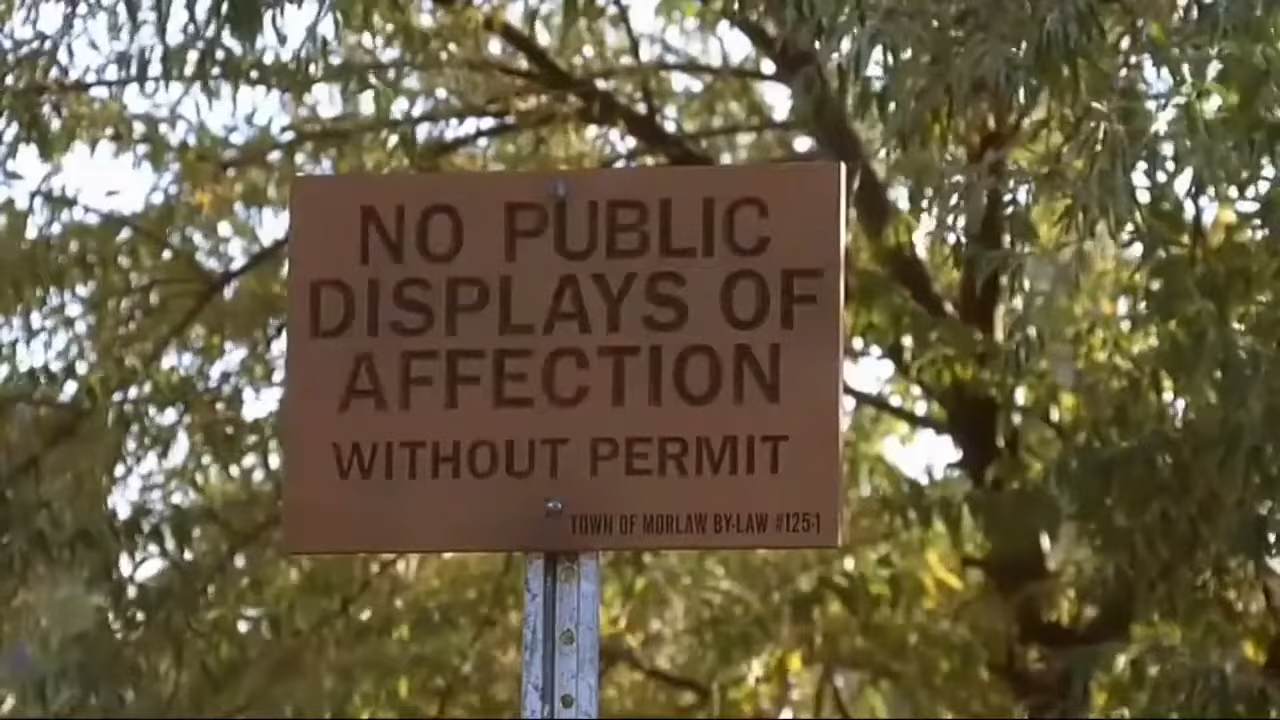 NO PUBLIC
DISPLAYS OF
AFFECTION
WITHOUT PERMIT
TOWN OF MORLAW BY-LAW #125-1